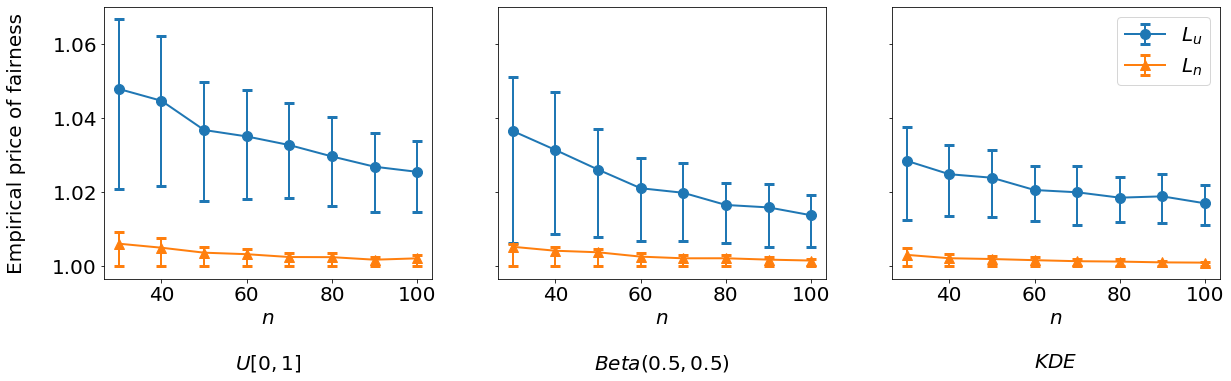 Empirical price of fairness
1.06
1.04
1.02
1.00
40 60 80 100
n
U[0, 1]
40 60 80 100
n
Beta(0.5, 0.5)
L_u
L_n
40 60 80 100
n
KDE